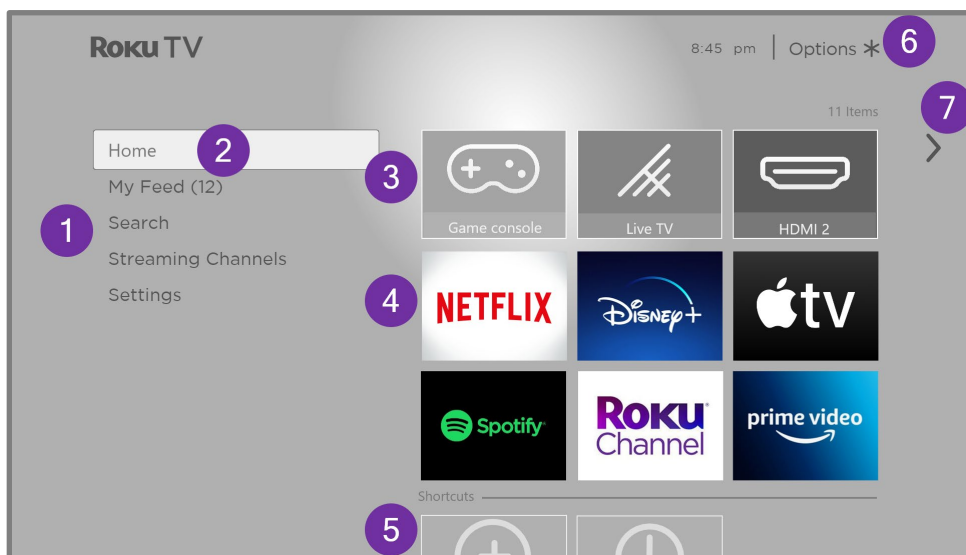 ROKU TV
8:45 pm | Options *
6
11 Items
7
Home
2
My Feed (12)
1
Search
Streaming Channels
Settings
3
Game console
Live TV
HDMI 2
4
NETFLIX
Disney+
tv
Spotify
ROKU
Channel
prime video
Shortcuts
5